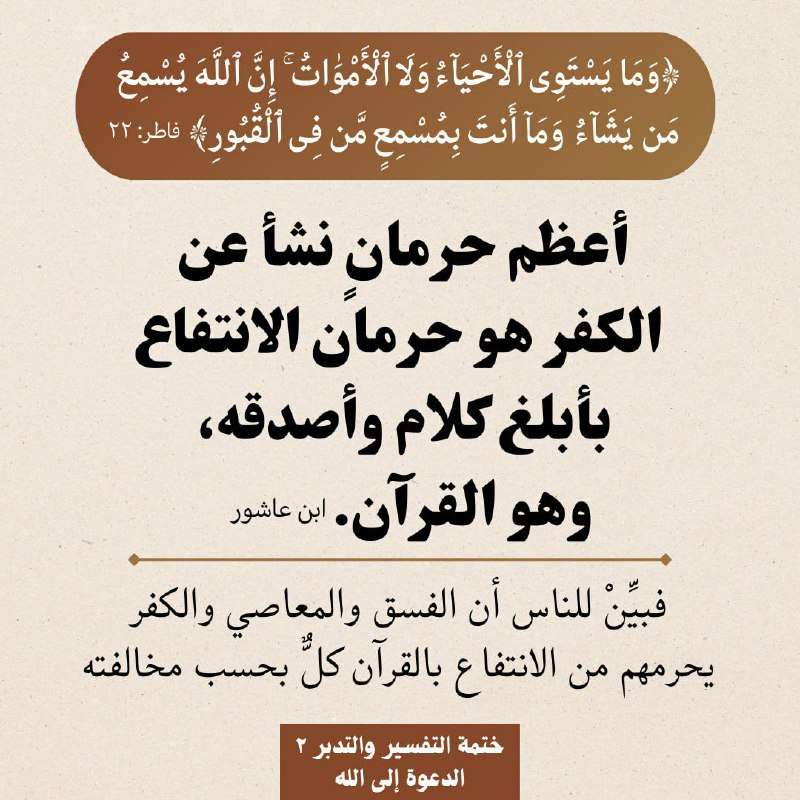 ﴿وَمَا يَسْتَوِى ٱلْأَحْيَآءُ وَلَا ٱلْأَمْوَٰتُ ۚ إِنَّ ٱللَّهَ يُسْمِعُ
مَن يَشَآءُ وَمَآ أَنتَ بِمُسْمِعٍ مَّن فِى ٱلْقُبُورِ﴾ فاطر: ٢٢
أعظم حرمانٍ نشأ عن
الكفر هو حرمان الانتفاع
بأبلغ كلام وأصدقه،
وهو القرآن. ابن عاشور
فبيِّنْ للناس أن الفسق والمعاصي والكفر
يحرمهم من الانتفاع بالقرآن كلٌّ بحسب مخالفته
ختمة التفسير والتدبر ٢
الدعوة إلى الله